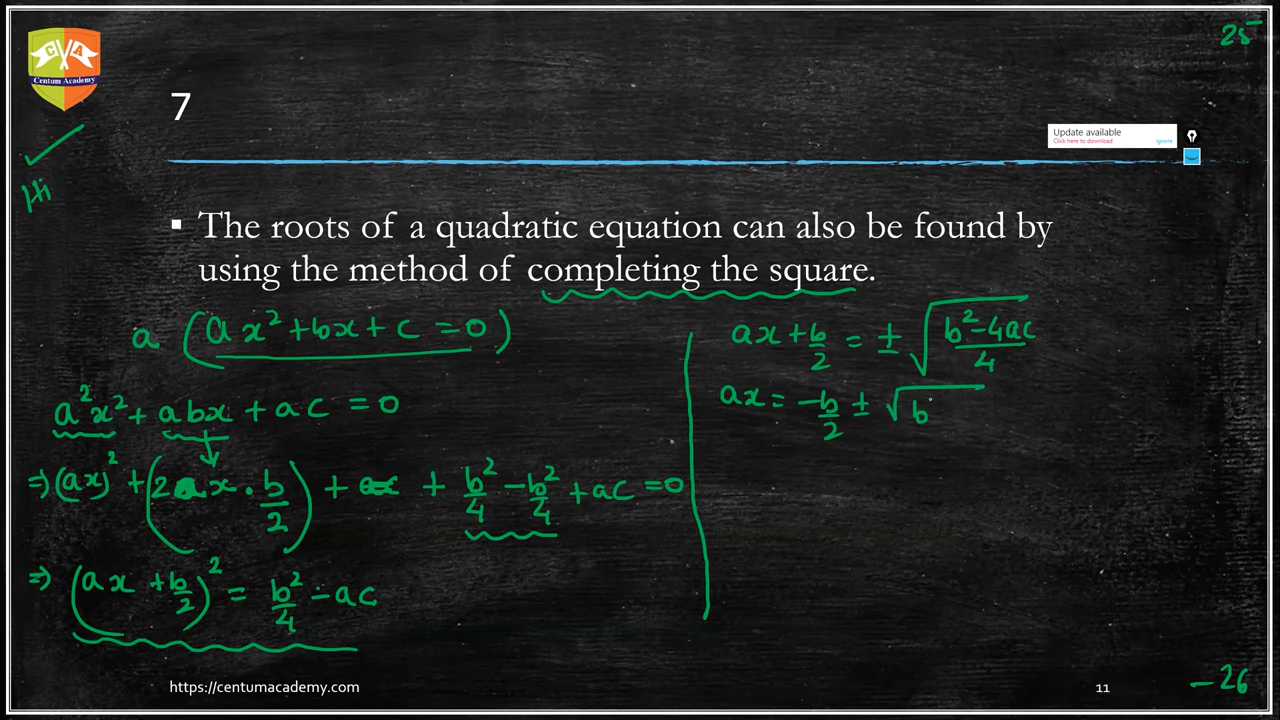 25
C A
Centum Academy
7
Update available
Click here to download ignore
Hi
▪ The roots of a quadratic equation can also be found by
using the method of completing the square.
a (ax² + bx + c = 0)
a²x² + abx + ac = 0
=> (ax)² + (2ax · b/2) + b²/4 - b²/4 + ac = 0
=> (ax + b/2)² = b²/4 - ac
ax + b/2 = ± √((b² - 4ac)/4)
ax = -b/2 ± √b
https://centumacademy.com
11
-26